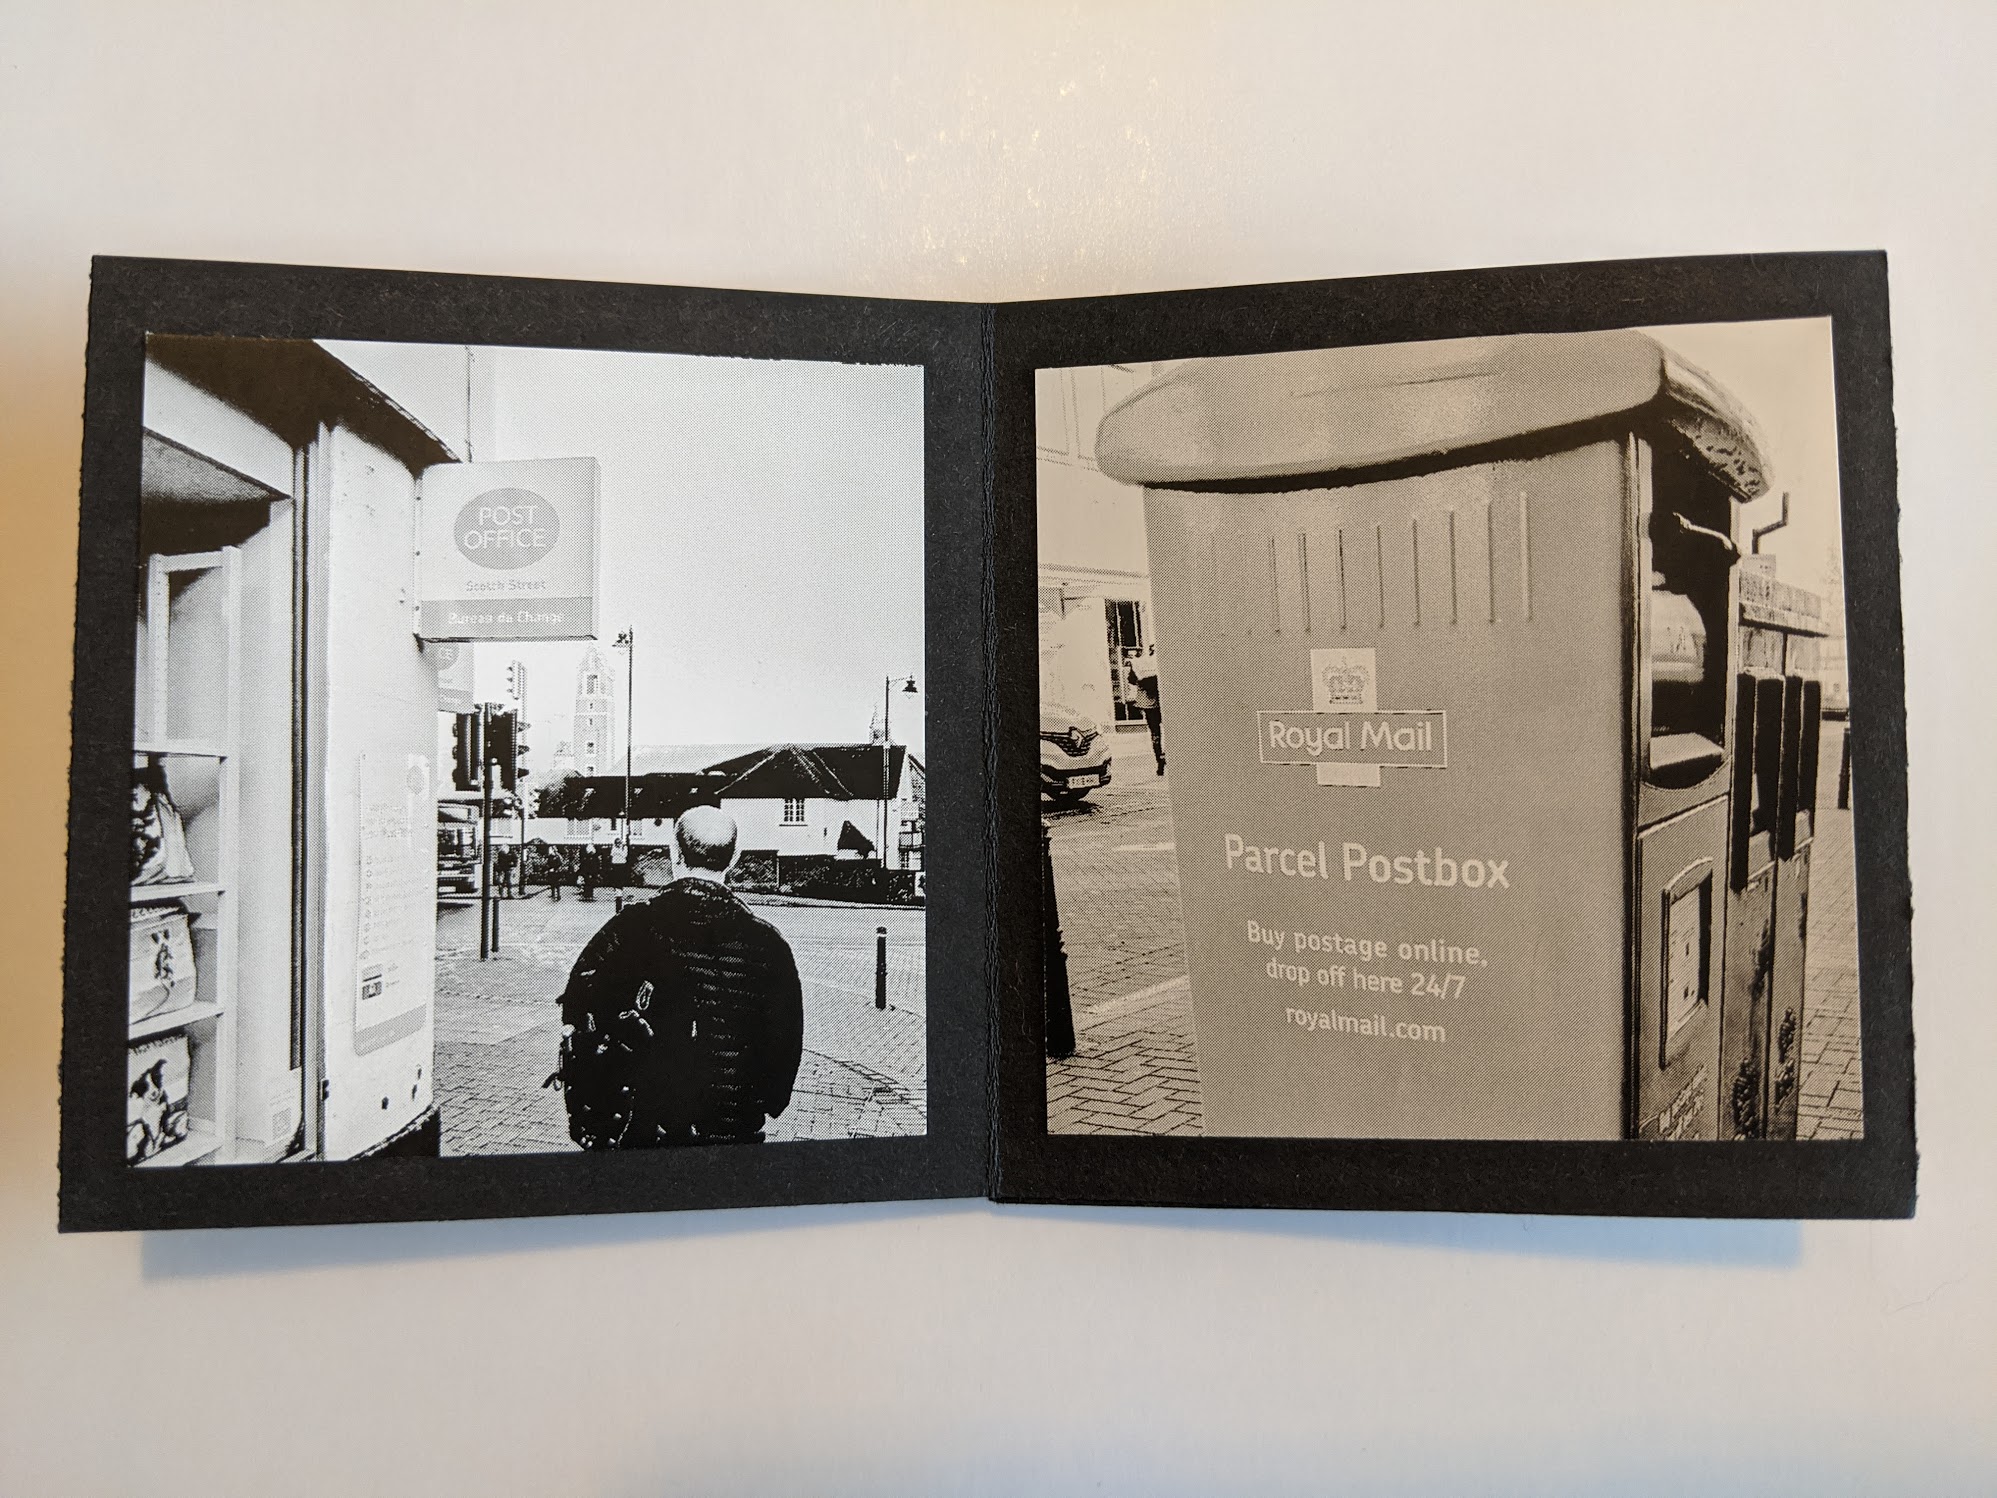 POST
OFFICE
Scotch Street
Bureau de Change
CE
Royal Mail
Parcel Postbox
Buy postage online,
drop off here 24/7
royalmail.com